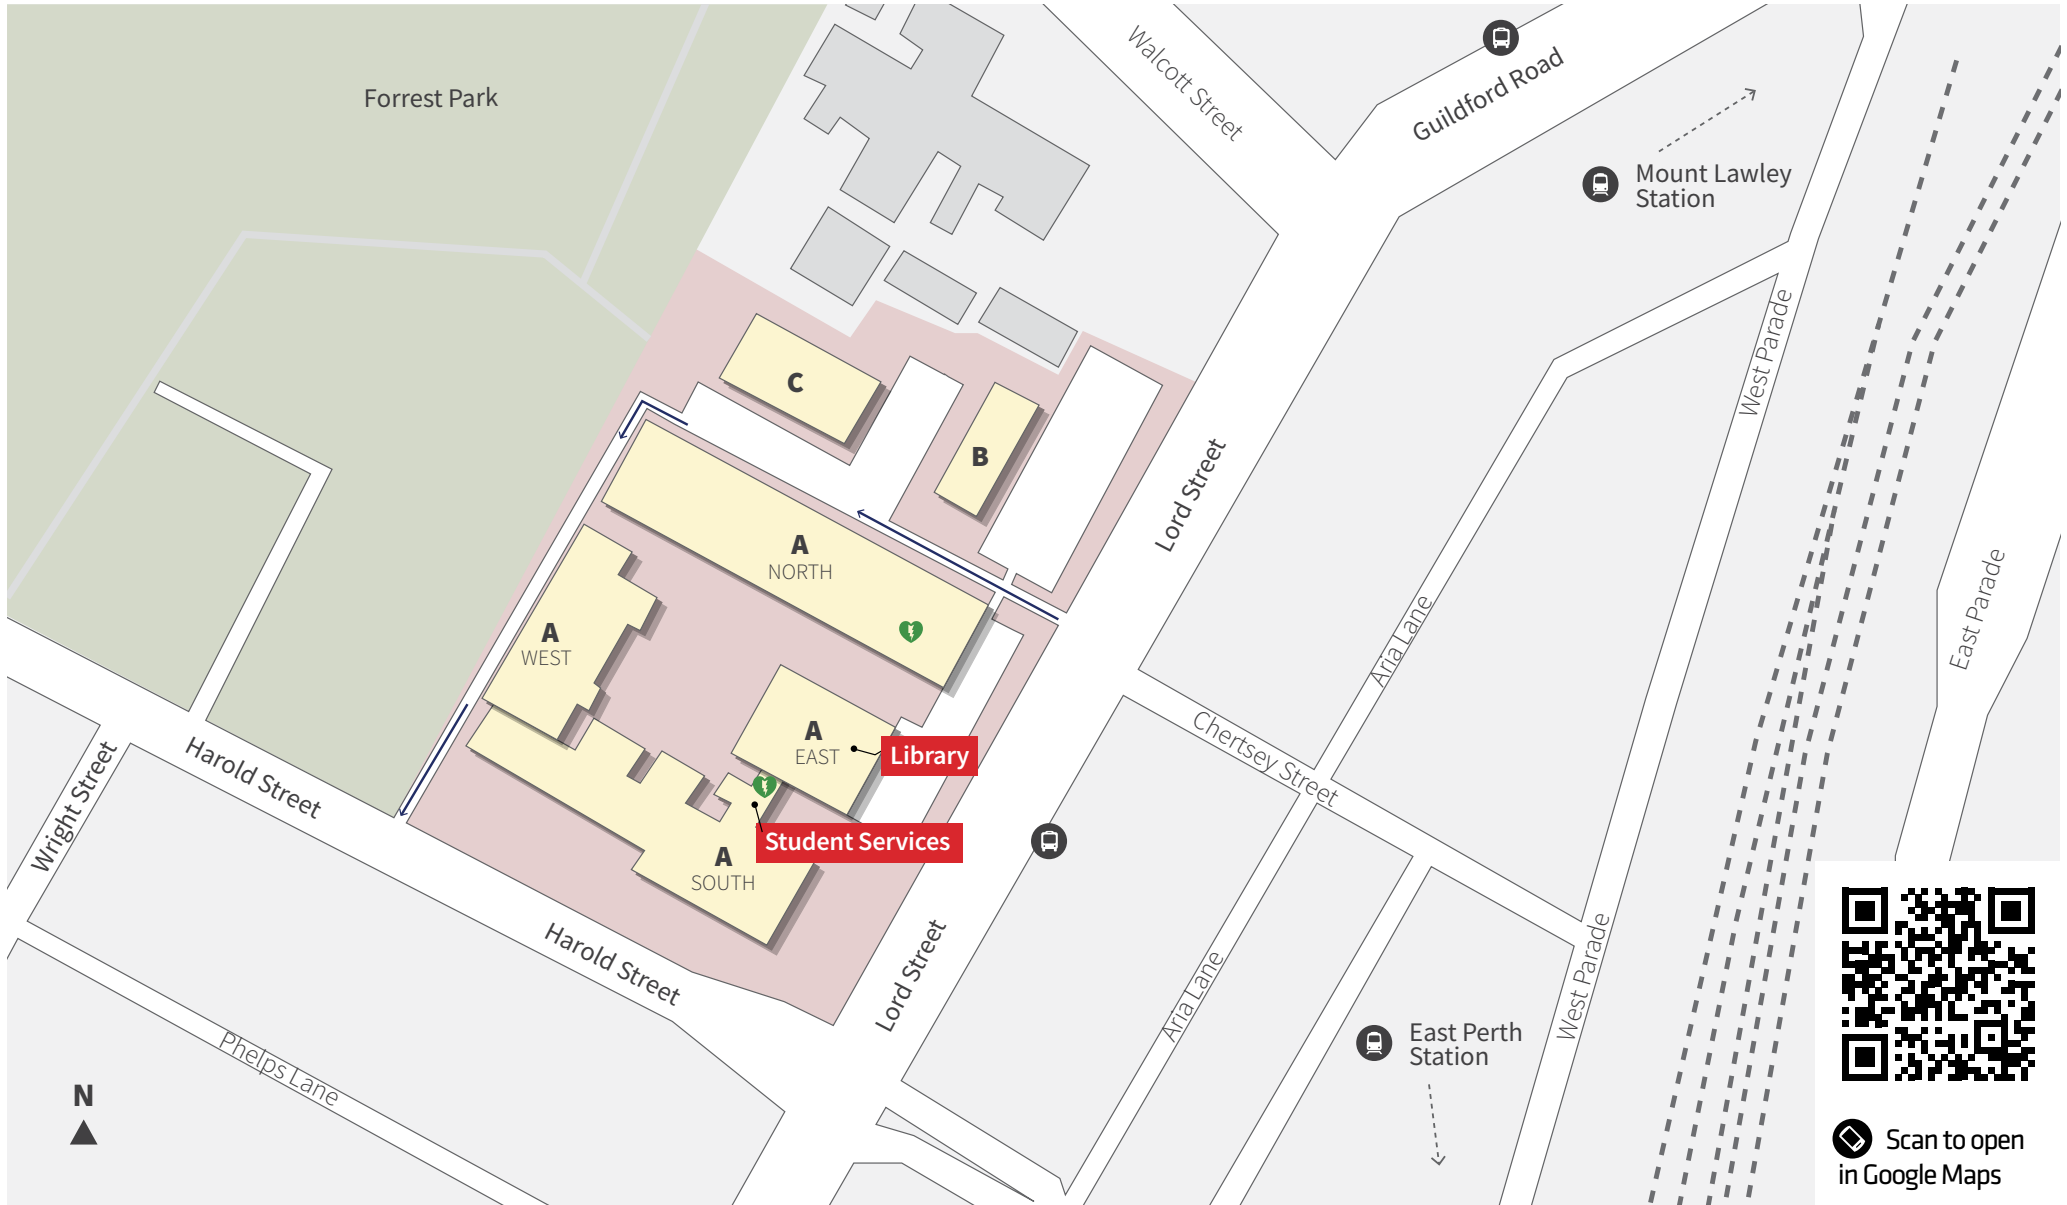 Forrest Park
Walcott Street
Guildford Road
Mount Lawley
Station
West Parade
C
B
Lord Street
A
NORTH
A
WEST
A
EAST
Library
Student Services
A
SOUTH
Aria Lane
East Parade
Chertsey Street
Harold Street
Wright Street
Harold Street
Lord Street
Aria Lane
West Parade
East Perth
Station
Phelps Lane
N
Scan to open
in Google Maps